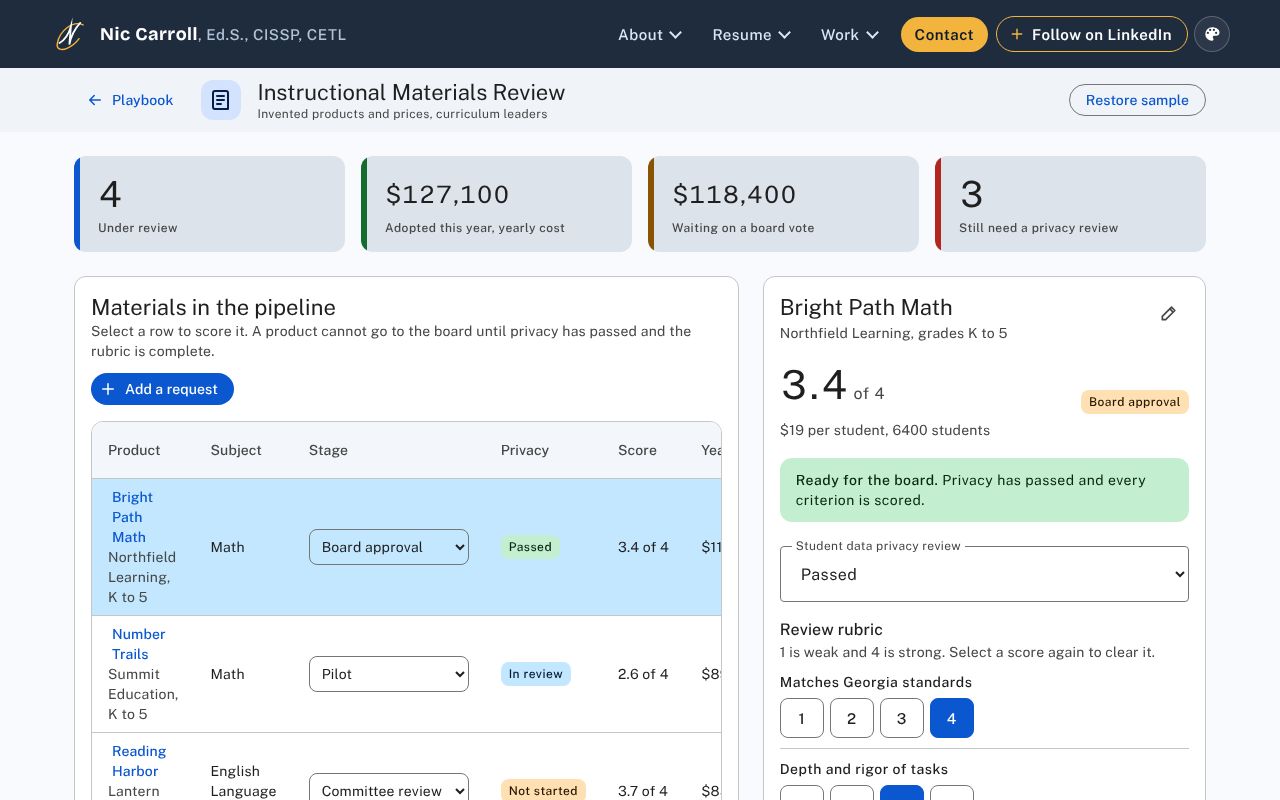 Nic Carroll, Ed.S., CISSP, CETL
About
Resume
Work
Contact
Follow on LinkedIn
Playbook
Instructional Materials Review
Invented products and prices, curriculum leaders
Restore sample
4
Under review
$127,100
Adopted this year, yearly cost
$118,400
Waiting on a board vote
3
Still need a privacy review
Materials in the pipeline
Select a row to score it. A product cannot go to the board until privacy has passed and the
rubric is complete.
Add a request
Product Subject Stage Privacy Score
Bright
Path
Math
Northfield
Learning,
K to 5
Math
Board approval
Passed
3.4 of 4
Number
Trails
Summit
Education,
K to 5
Math
Pilot
In review
2.6 of 4
Reading
Harbor
Lantern
English
Language
Committee review
Not started
3.7 of 4
Bright Path Math
Northfield Learning, grades K to 5
3.4 of 4
Board approval
$19 per student, 6400 students
Ready for the board. Privacy has passed and every
criterion is scored.
Student data privacy review
Passed
Review rubric
1 is weak and 4 is strong. Select a score again to clear it.
Matches Georgia standards
1 2 3 4
Depth and rigor of tasks